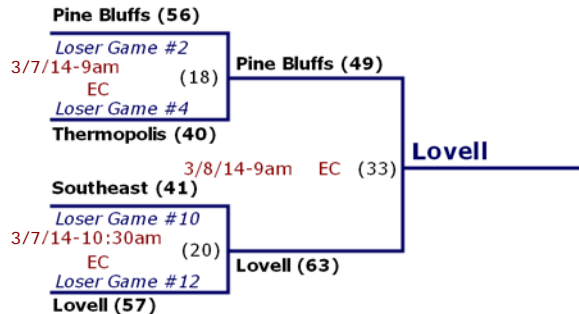 Pine Bluffs (56)
Loser Game #2
3/7/14-9am
(18)
Pine Bluffs (49)
EC
Loser Game #4
Thermopolis (40)
Lovell
3/8/14-9am EC (33)
Southeast (41)
Loser Game #10
3/7/14-10:30am
(20)
EC
Lovell (63)
Loser Game #12
Lovell (57)